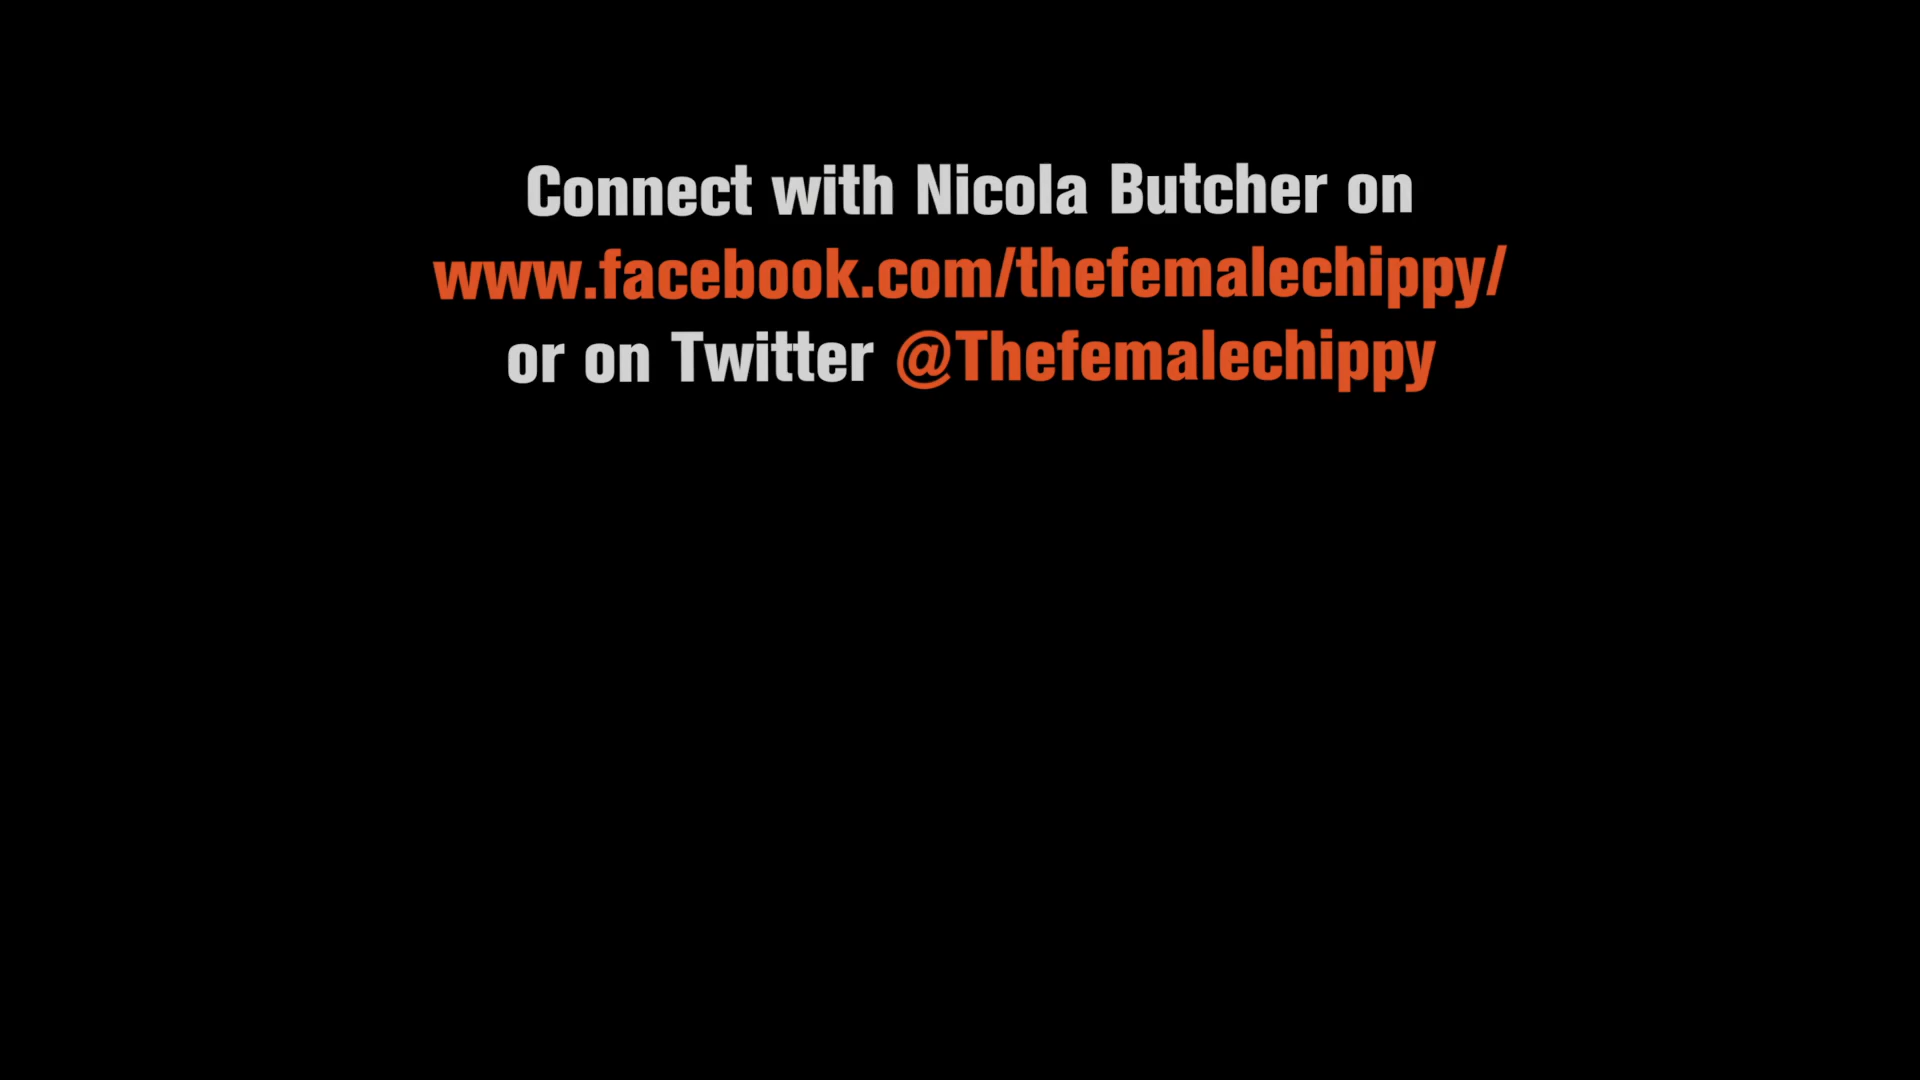 Connect with Nicola Butcher on
www.facebook.com/thefemalechippy/
or on Twitter @Thefemalechippy